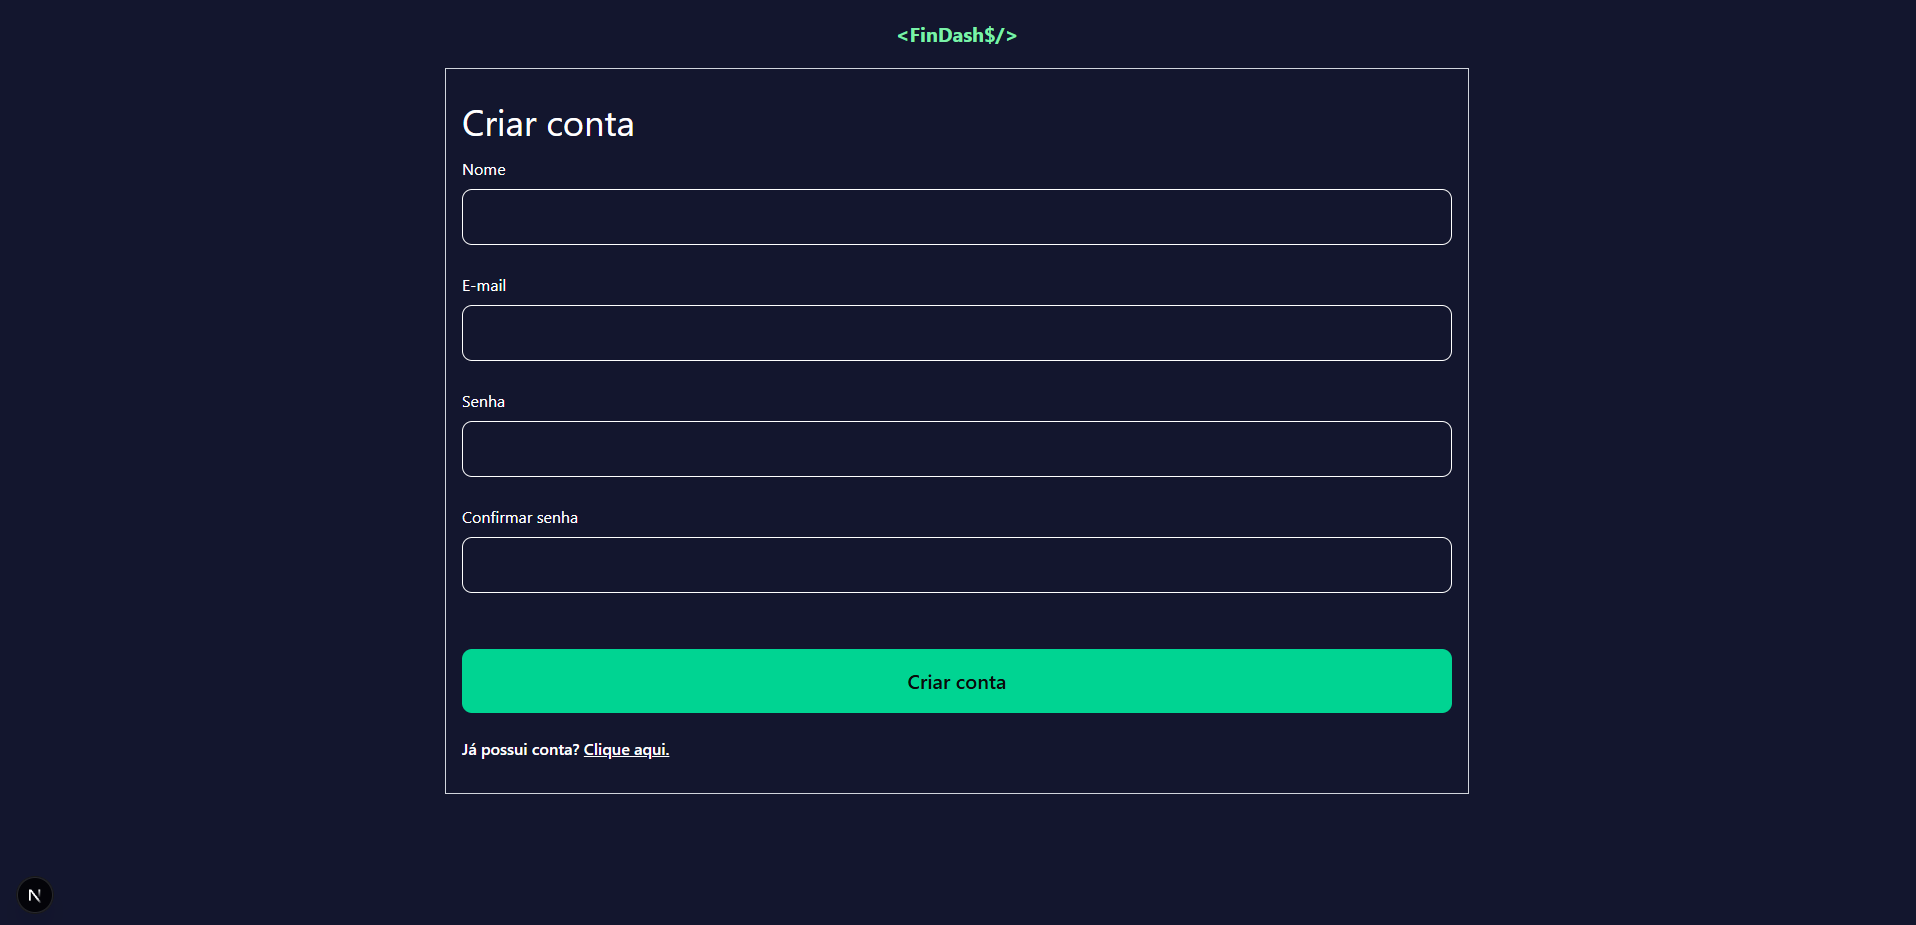 <FinDash$/>
Criar conta
Nome
E-mail
Senha
Confirmar senha
Criar conta
Já possui conta? Clique aqui.
N